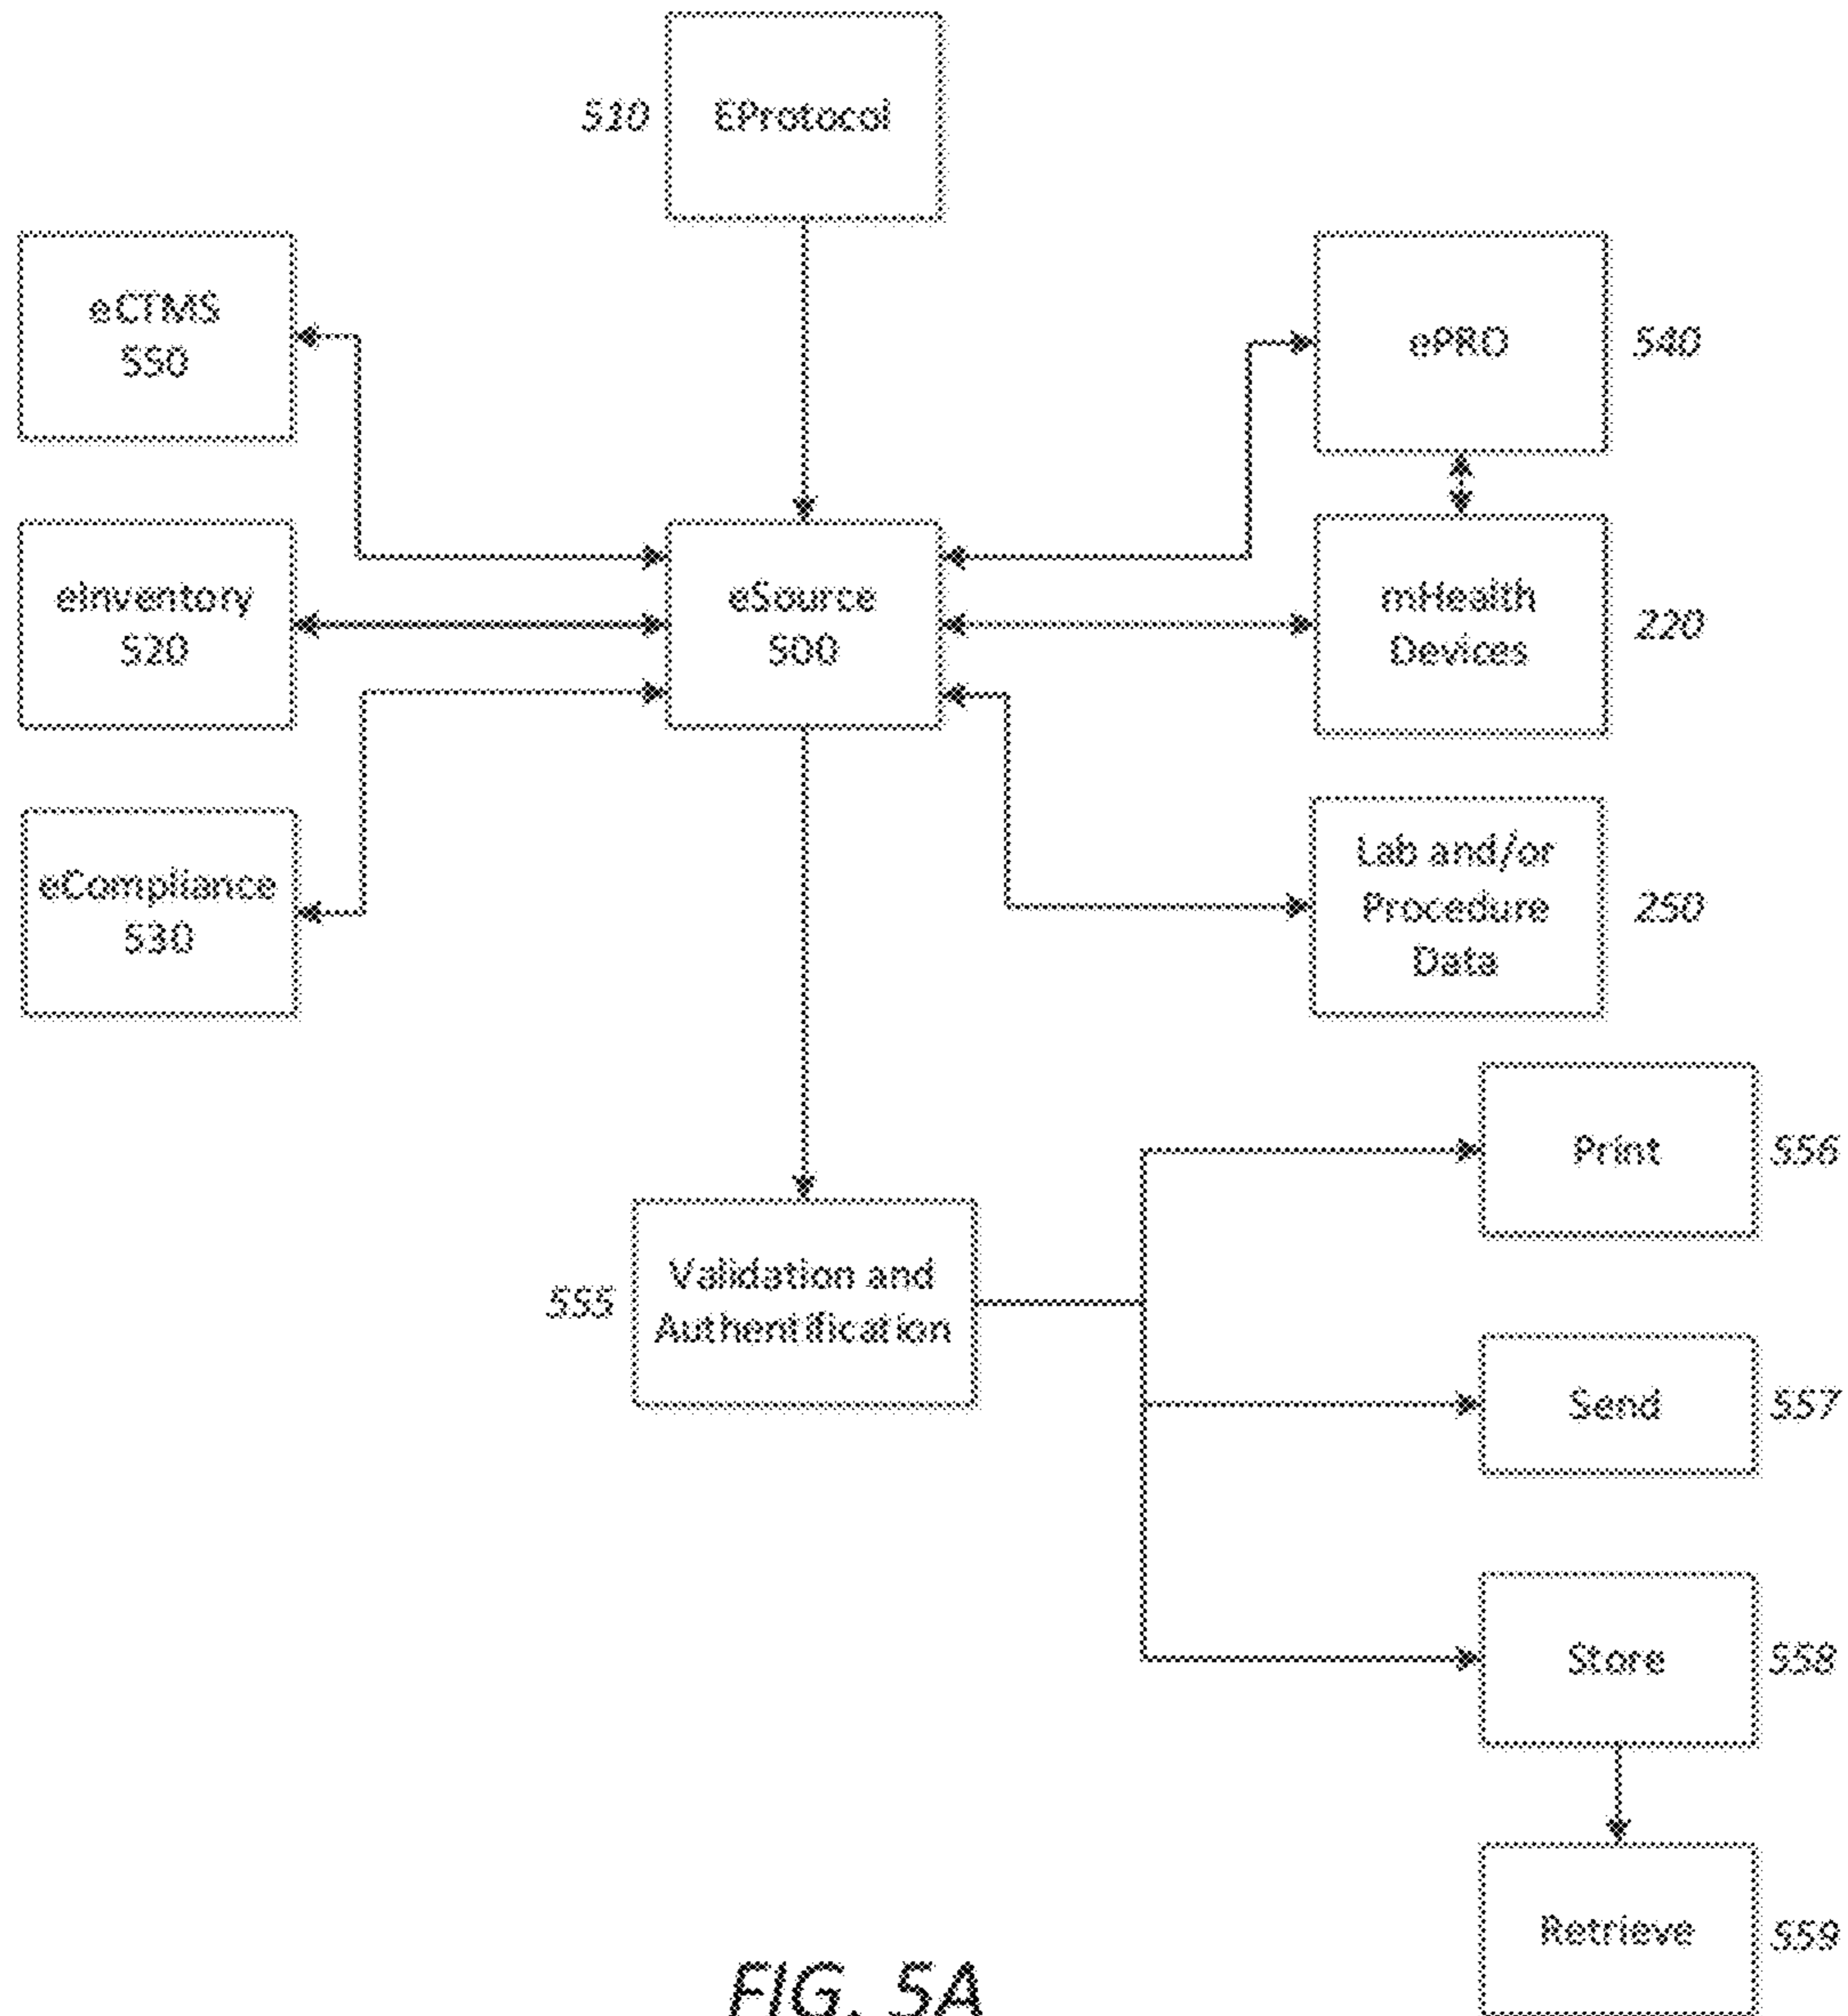 510
EProtocol
eCTMS
550
ePRO
540
eInventory
520
eSource
500
mHealth
Devices
220
eCompliance
530
Lab and/or
Procedure
Data
250
Print
556
555
Validation and
Authentification
Send
557
Store
558
Retrieve
559
FIG. 5A